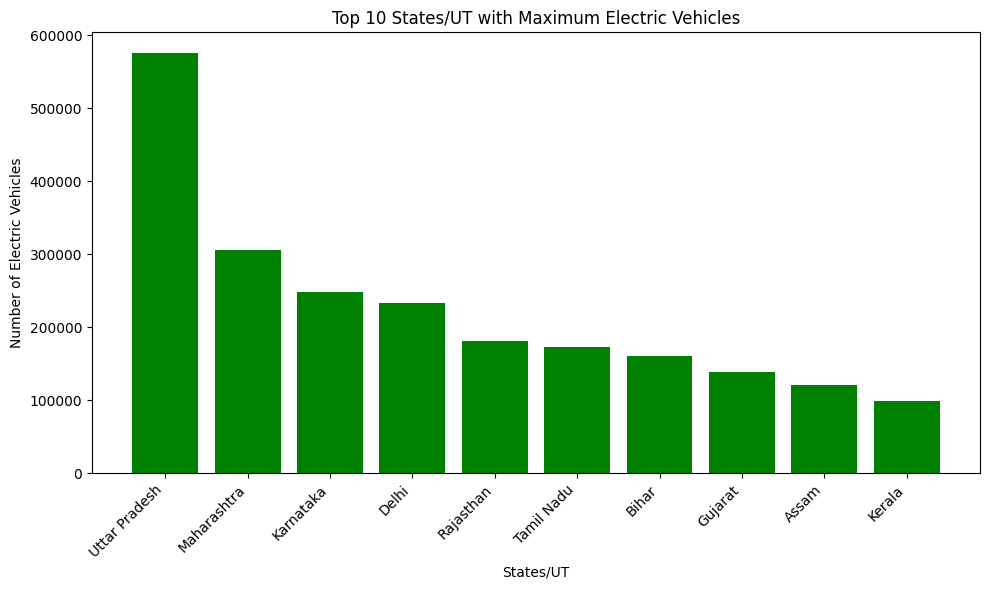 Top 10 States/UT with Maximum Electric Vehicles
Number of Electric Vehicles
600000
500000
400000
300000
200000
100000
0
Uttar Pradesh
Maharashtra
Karnataka
Delhi
Rajasthan
Tamil Nadu
Bihar
Gujarat
Assam
Kerala
States/UT